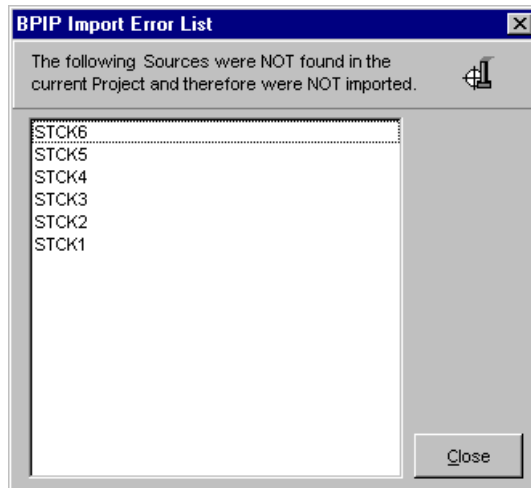 BPIP Import Error List
The following Sources were NOT found in the
current Project and therefore were NOT imported.
STCK6
STCK5
STCK4
STCK3
STCK2
STCK1
Close